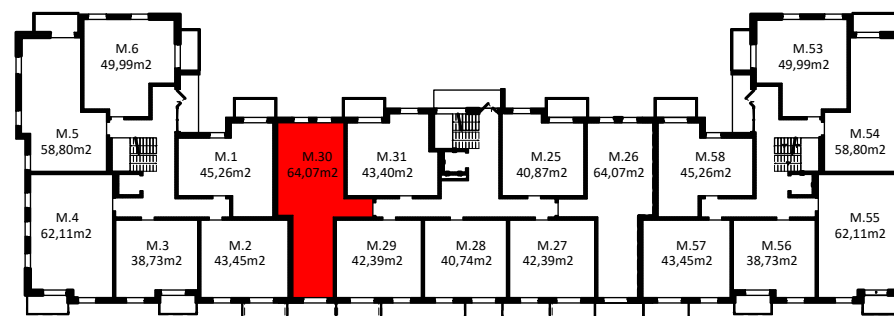 M.6
49,99m2
M.53
49,99m2
M.5
58,80m2
M.54
58,80m2
M.1
45,26m2
M.30
64,07m2
M.31
43,40m2
M.25
40,87m2
M.26
64,07m2
M.58
45,26m2
M.4
62,11m2
M.3
38,73m2
M.2
43,45m2
M.29
42,39m2
M.28
40,74m2
M.27
42,39m2
M.57
43,45m2
M.56
38,73m2
M.55
62,11m2